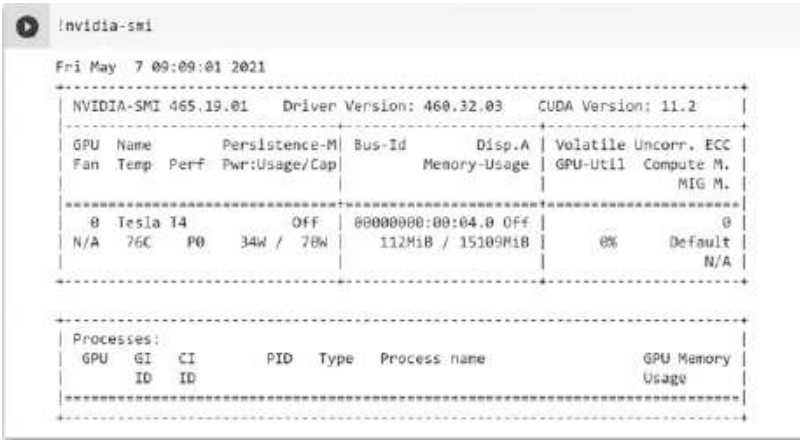 !nvidia-smi
Fri May 7 09:09:01 2021
NVIDIA-SMI 465.19.01 Driver Version: 460.32.03 CUDA Version: 11.2
GPU Name Persistence-M| Bus-Id Disp.A | Volatile Uncorr. ECC
Fan Temp Perf Pwr:Usage/Cap| Memory-Usage | GPU-Util Compute M.
MIG M.
0 Tesla T4 Off | 00000000:00:04.0 Off | 0
N/A 76C P0 34W / 70W | 112MiB / 15109MiB | 0% Default
N/A
Processes:
GPU GI CI PID Type Process name GPU Memory
ID ID Usage